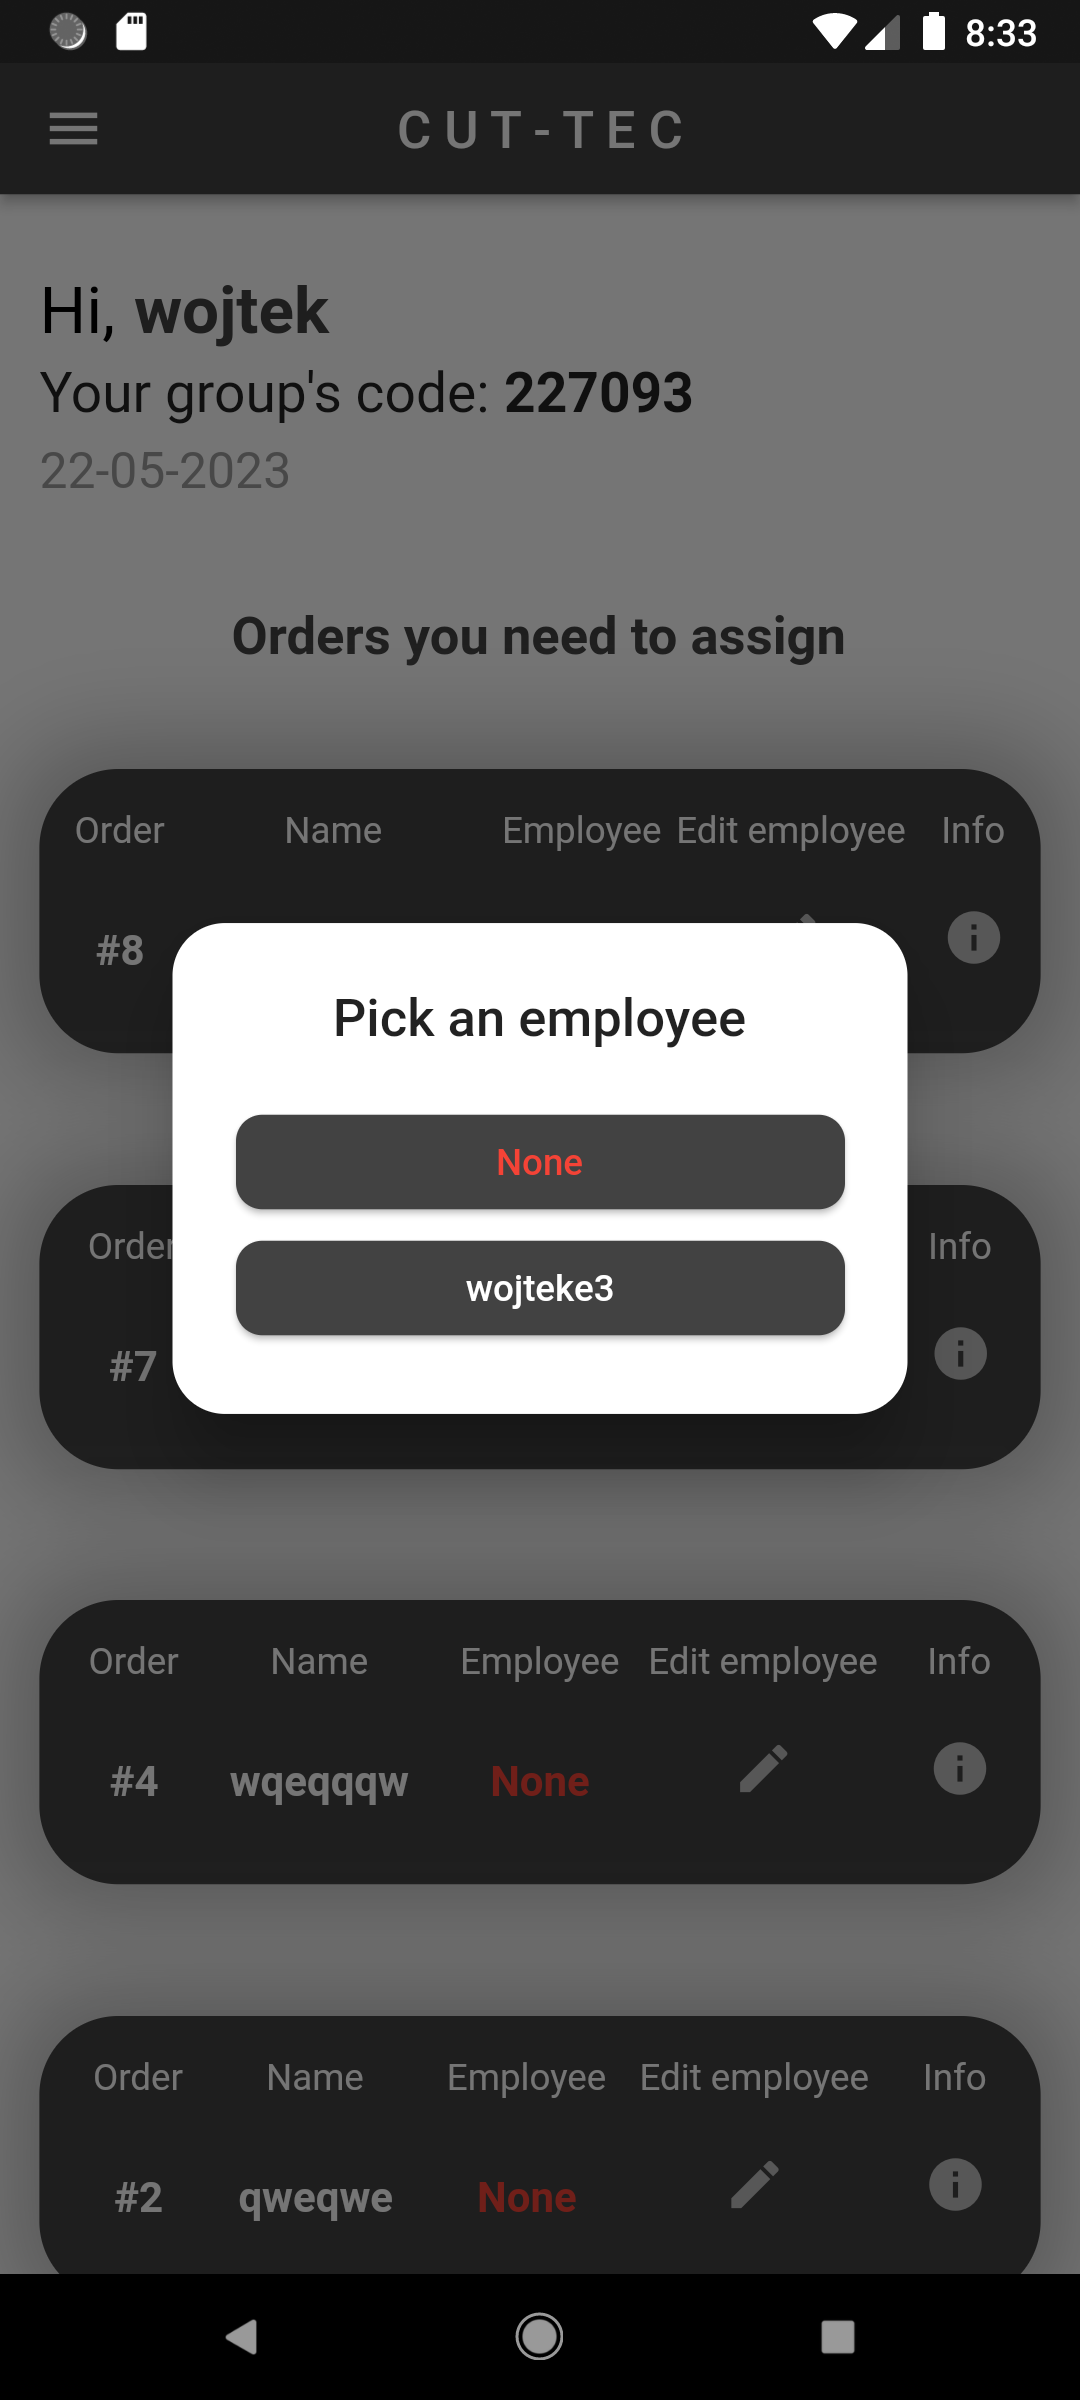 8:33
CUT-TEC
Hi, wojtek
Your group's code: 227093
22-05-2023
Orders you need to assign
Order Name Employee Edit employee Info
#8
Pick an employee
None
wojteke3
Order Info
#7
Order Name Employee Edit employee Info
#4 wqeqqqw None
Order Name Employee Edit employee Info
#2 qweqwe None